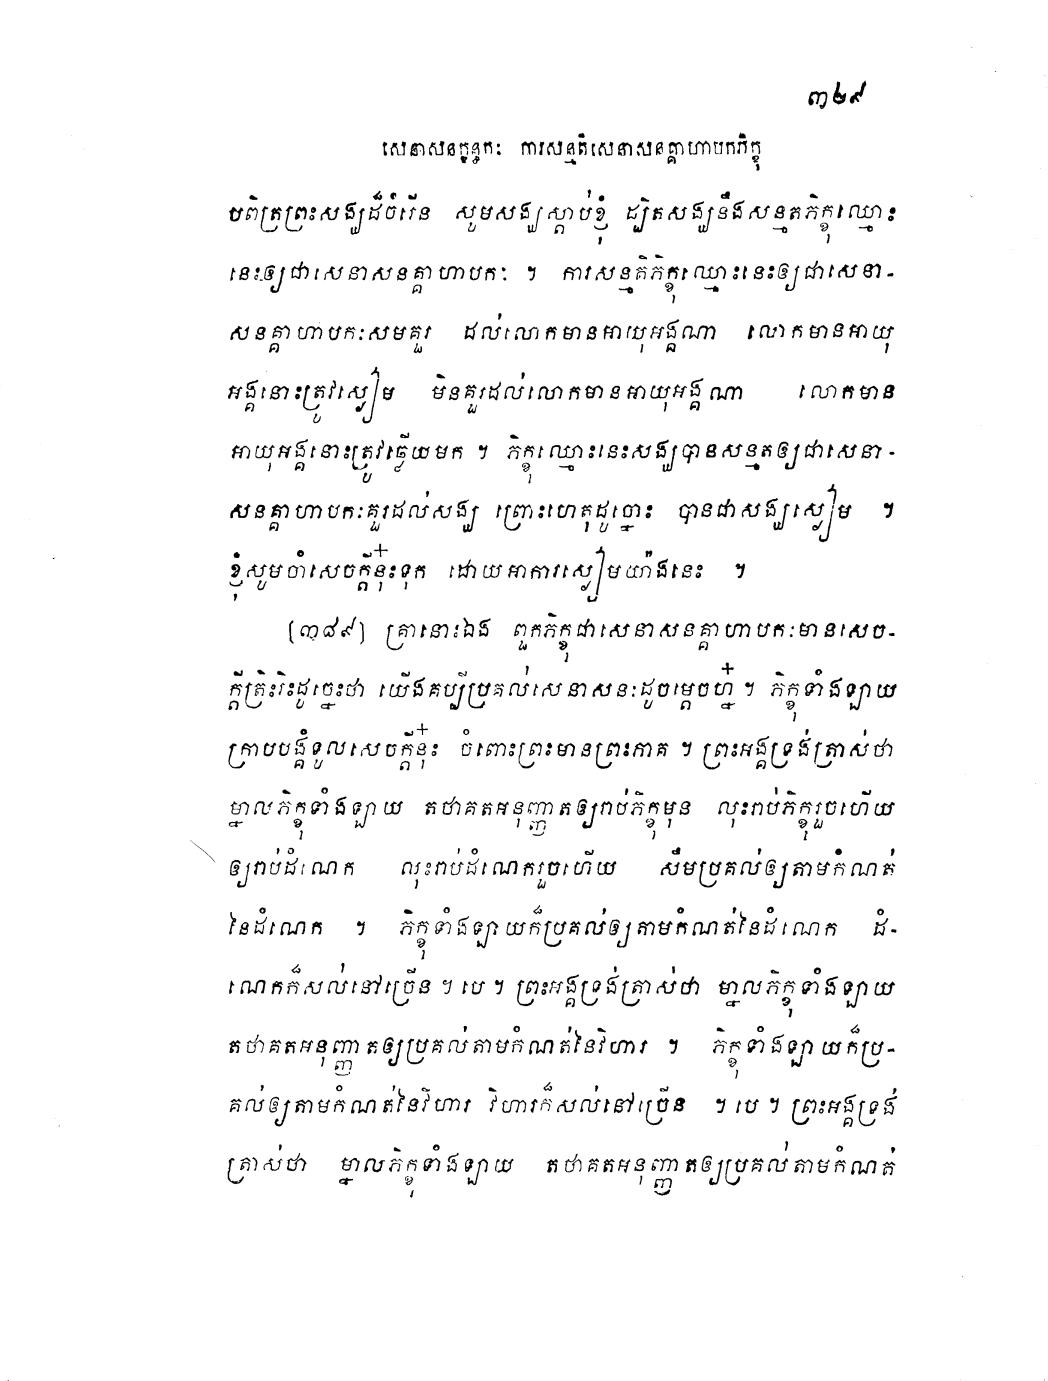 ៣២៩
សេនាសនក្ខន្ធកៈ ការសន្មតិសេនាសនគ្គាហាបកភិក្ខុ
បពិត្រព្រះសង្ឃដ៏ចំរើន សូមសង្ឃស្តាប់ខ្ញុំ ដ្បិតសង្ឃនឹងសន្មតភិក្ខុឈ្មោះ
នេះឲ្យជាសេនាសនគ្គាហាបកៈ ។ ការសន្មតិភិក្ខុឈ្មោះនេះឲ្យជាសេនា-
សនគ្គាហាបកៈសមគួរ ដល់លោកមានអាយុអង្គណា លោកមានអាយុ
អង្គនោះត្រូវស្ងៀម មិនគួរដល់លោកមានអាយុអង្គណា លោកមាន
អាយុអង្គនោះត្រូវឆ្លើយមក ។ ភិក្ខុឈ្មោះនេះសង្ឃបានសន្មតឲ្យជាសេនា-
សនគ្គាហាបកៈគួរដល់សង្ឃ ព្រោះហេតុដូច្នោះ បានជាសង្ឃស្ងៀម ។
ខ្ញុំសូមចាំសេចក្តីនុ៎ះទុក ដោយអាការស្ងៀមយ៉ាងនេះ ។
[៣៨៩] គ្រានោះឯង ពួកភិក្ខុជាសេនាសនគ្គាហាបកៈមានសេច-
ក្តីត្រិះរិះដូច្នេះថា យើងគប្បីប្រគល់សេនាសនៈដូចម្តេចហ្ន៎ ។ ភិក្ខុទាំងឡាយ
ក្រាបបង្គំទូលសេចក្តីនុ៎ះ ចំពោះព្រះមានព្រះភាគ ។ ព្រះអង្គទ្រង់ត្រាស់ថា
ម្នាលភិក្ខុទាំងឡាយ តថាគតអនុញ្ញាតឲ្យរាប់ភិក្ខុមុន លុះរាប់ភិក្ខុរួចហើយ
ឲ្យរាប់ដំណេក លុះរាប់ដំណេករួចហើយ សឹមប្រគល់ឲ្យតាមកំណត់
នៃដំណេក ។ ភិក្ខុទាំងឡាយក៏ប្រគល់ឲ្យតាមកំណត់នៃដំណេក ដំ-
ណេកក៏សល់នៅច្រើន ។ បេ ។ ព្រះអង្គទ្រង់ត្រាស់ថា ម្នាលភិក្ខុទាំងឡាយ
តថាគតអនុញ្ញាតឲ្យប្រគល់តាមកំណត់នៃវិហារ ។ ភិក្ខុទាំងឡាយក៏ប្រ-
គល់ឲ្យតាមកំណត់នៃវិហារ វិហារក៏សល់នៅច្រើន ។ បេ ។ ព្រះអង្គទ្រង់
ត្រាស់ថា ម្នាលភិក្ខុទាំងឡាយ តថាគតអនុញ្ញាតឲ្យប្រគល់តាមកំណត់